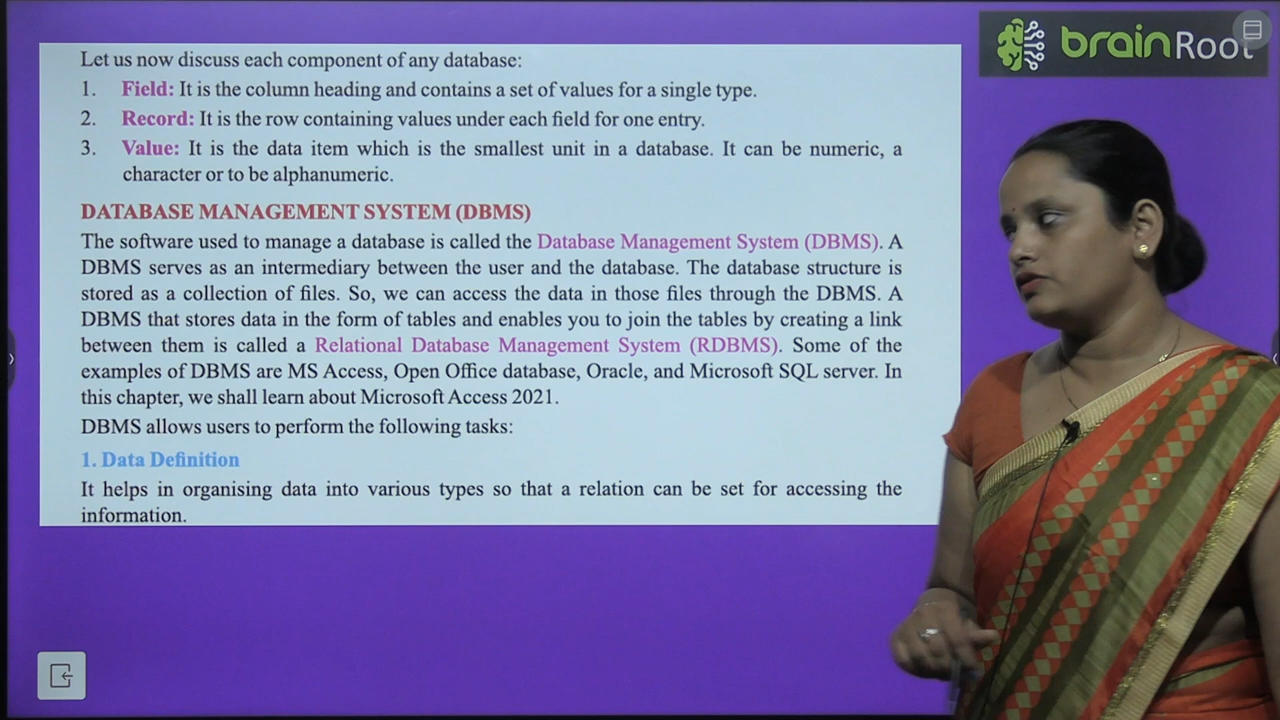 brainRoot
Let us now discuss each component of any database:
1. Field: It is the column heading and contains a set of values for a single type.
2. Record: It is the row containing values under each field for one entry.
3. Value: It is the data item which is the smallest unit in a database. It can be numeric, a
character or to be alphanumeric.
DATABASE MANAGEMENT SYSTEM (DBMS)
The software used to manage a database is called the Database Management System (DBMS). A
DBMS serves as an intermediary between the user and the database. The database structure is
stored as a collection of files. So, we can access the data in those files through the DBMS. A
DBMS that stores data in the form of tables and enables you to join the tables by creating a link
between them is called a Relational Database Management System (RDBMS). Some of the
examples of DBMS are MS Access, Open Office database, Oracle, and Microsoft SQL server. In
this chapter, we shall learn about Microsoft Access 2021.
DBMS allows users to perform the following tasks:
1. Data Definition
It helps in organising data into various types so that a relation can be set for accessing the
information.